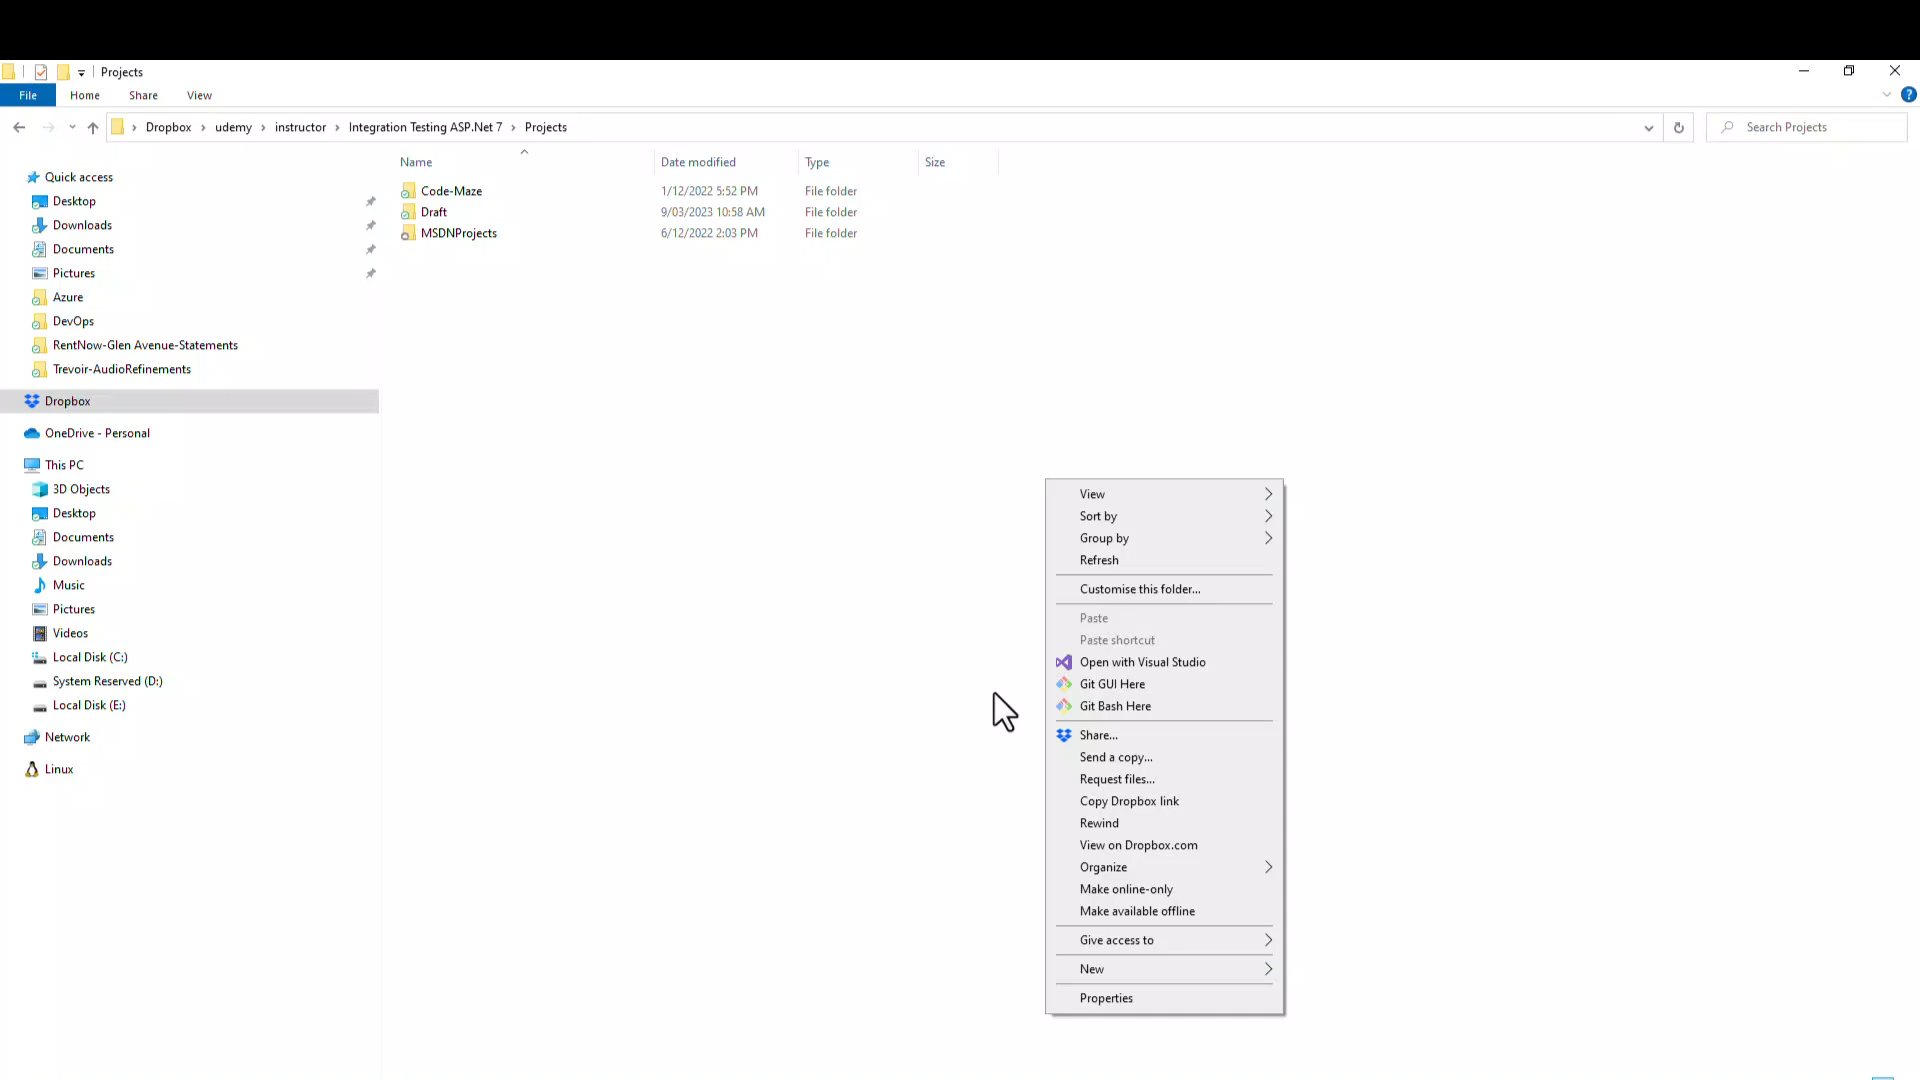 Projects
File Home Share View
Dropbox udemy instructor Integration Testing ASP.Net 7 Projects
Search Projects
Name Date modified Type Size
Code-Maze 1/12/2022 5:52 PM File folder
Draft 9/03/2023 10:58 AM File folder
MSDNProjects 6/12/2022 2:03 PM File folder
Quick access
Desktop
Downloads
Documents
Pictures
Azure
DevOps
RentNow-Glen Avenue-Statements
Trevoir-AudioRefinements
Dropbox
OneDrive - Personal
This PC
3D Objects
Desktop
Documents
Downloads
Music
Pictures
Videos
Local Disk (C:)
System Reserved (D:)
Local Disk (E:)
Network
Linux
View
Sort by
Group by
Refresh
Customise this folder...
Paste
Paste shortcut
Open with Visual Studio
Git GUI Here
Git Bash Here
Share...
Send a copy...
Request files...
Copy Dropbox link
Rewind
View on Dropbox.com
Organize
Make online-only
Make available offline
Give access to
New
Properties